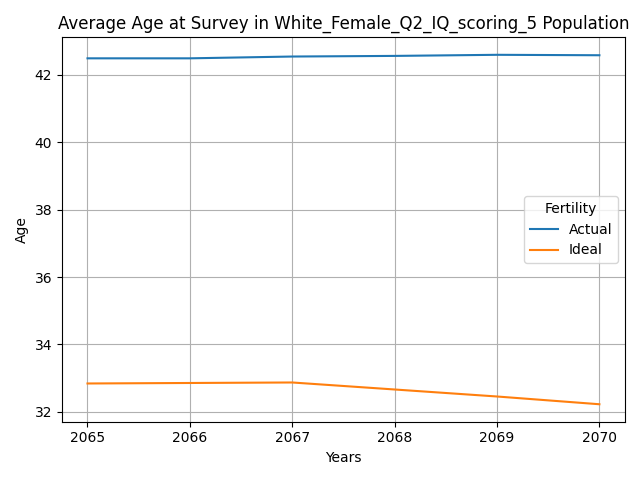 Average Age at Survey in White_Female_Q2_IQ_scoring_5 Population
42
40
38
36
34
32
Age
Fertility
Actual
Ideal
2065 2066 2067 2068 2069 2070
Years